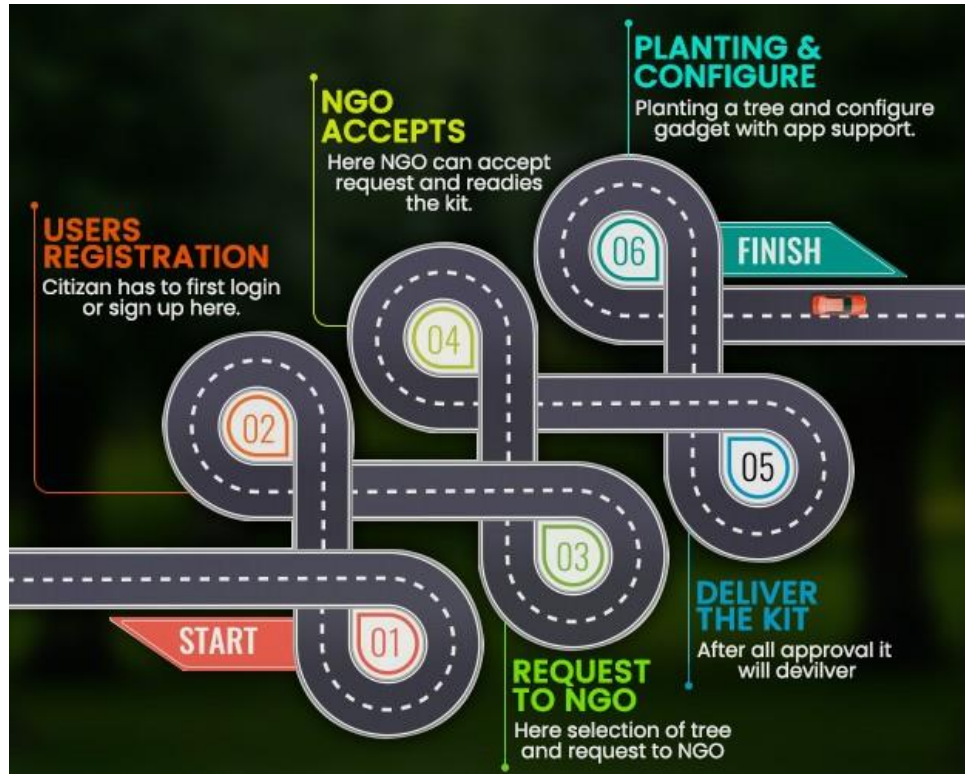 START
01
USERS
REGISTRATION
Citizan has to first login
or sign up here.
02
REQUEST
TO NGO
Here selection of tree
and request to NGO
03
NGO
ACCEPTS
Here NGO can accept
request and readies
the kit.
04
DELIVER
THE KIT
After all approval it
will devilver
05
PLANTING &
CONFIGURE
Planting a tree and configure
gadget with app support.
06
FINISH